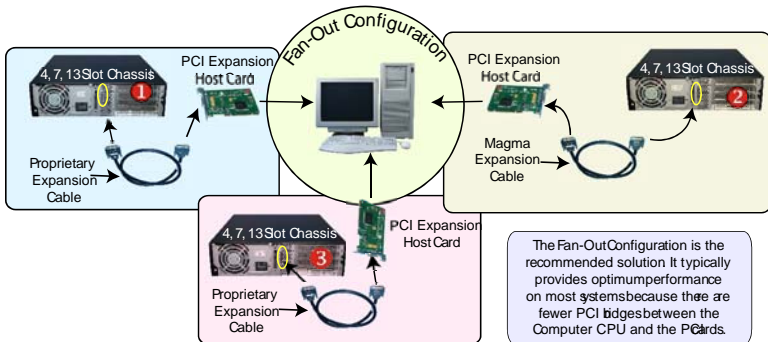 Fan-Out Configuration
4, 7, 13 Slot Chassis
1
PCI Expansion
Host Card
Proprietary
Expansion
Cable
PCI Expansion
Host Card
4, 7, 13 Slot Chassis
2
Magma
Expansion
Cable
4, 7, 13 Slot Chassis
3
PCI Expansion
Host Card
Proprietary
Expansion
Cable
The Fan-Out Configuration is the
recommended solution. It typically
provides optimum performance
on most systems because there are
fewer PCI bridges between the
Computer CPU and the PCI cards.